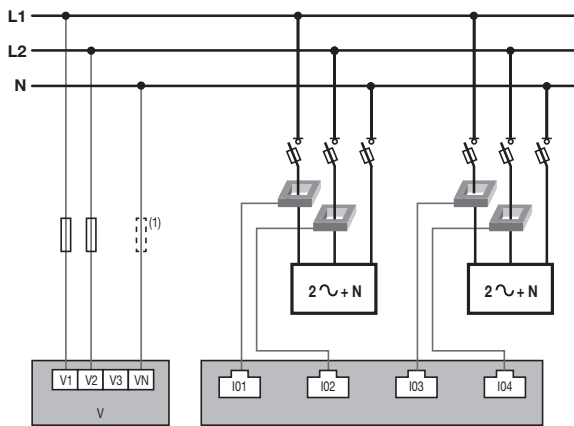 L1
L2
N
(1)
2 ∿ + N
2 ∿ + N
V1 V2 V3 VN
V
I01
I02
I03
I04